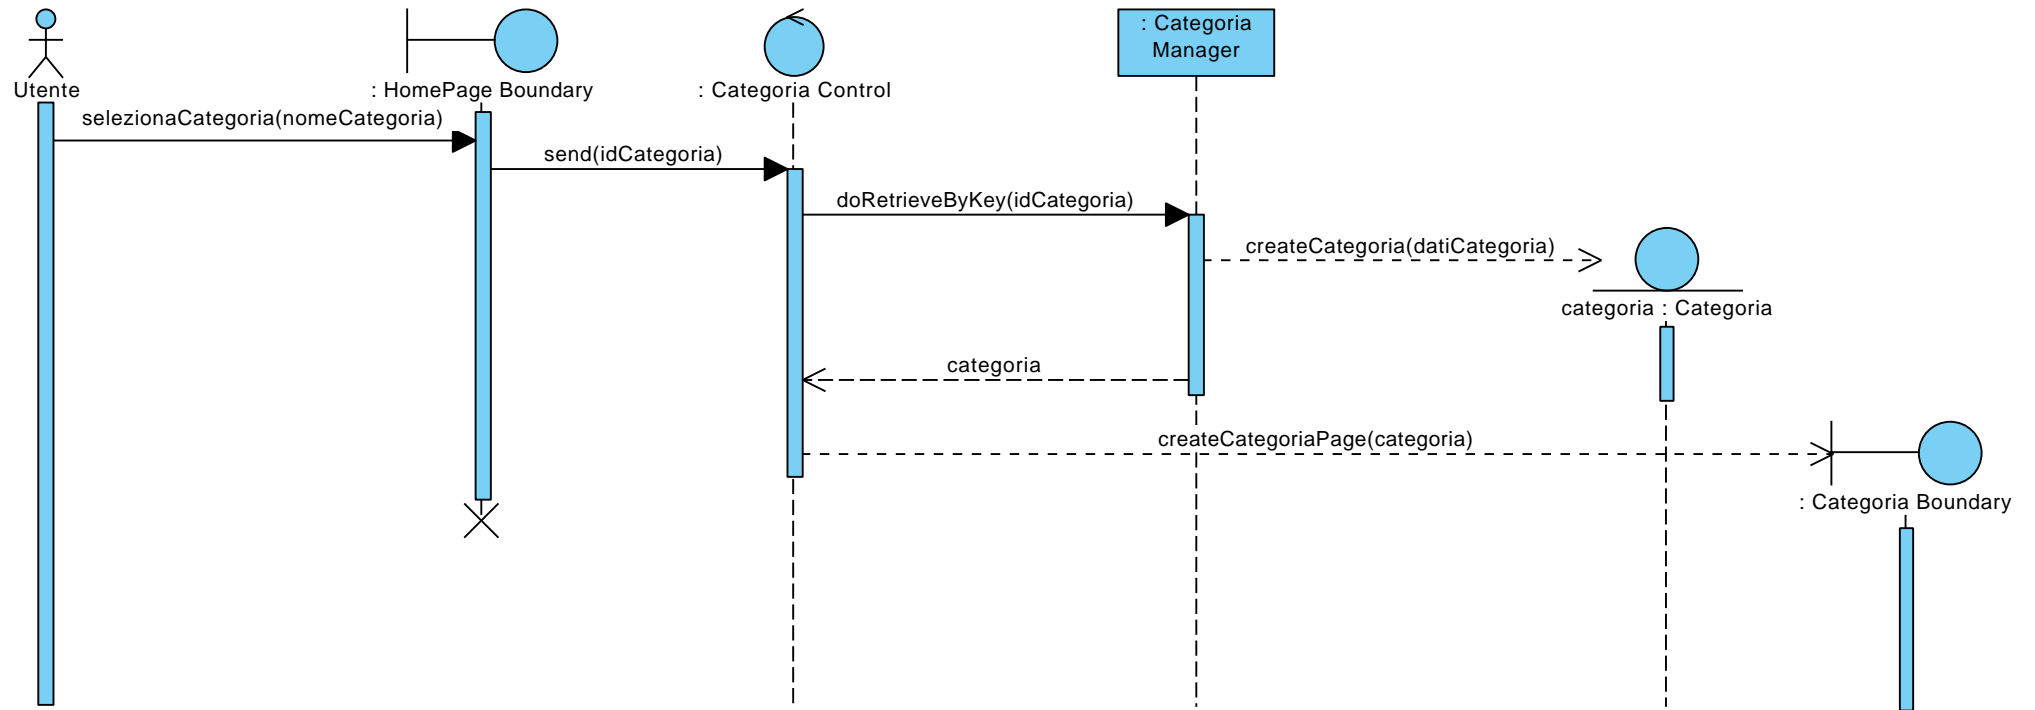 : Categoria
Manager
Utente
: HomePage Boundary
: Categoria Control
selezionaCategoria(nomeCategoria)
send(idCategoria)
doRetrieveByKey(idCategoria)
createCategoria(datiCategoria)
categoria : Categoria
categoria
createCategoriaPage(categoria)
: Categoria Boundary